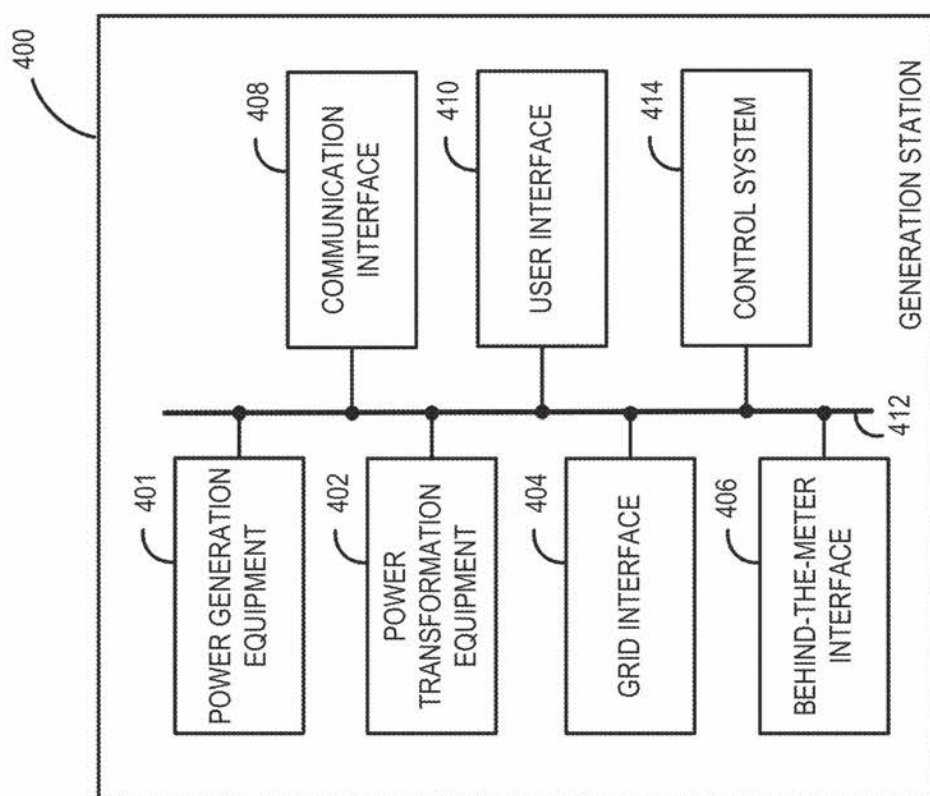 400
401
POWER GENERATION
EQUIPMENT
402
POWER
TRANSFORMATION
EQUIPMENT
404
GRID INTERFACE
406
BEHIND-THE-METER
INTERFACE
408
COMMUNICATION
INTERFACE
410
USER INTERFACE
414
CONTROL SYSTEM
412
GENERATION STATION